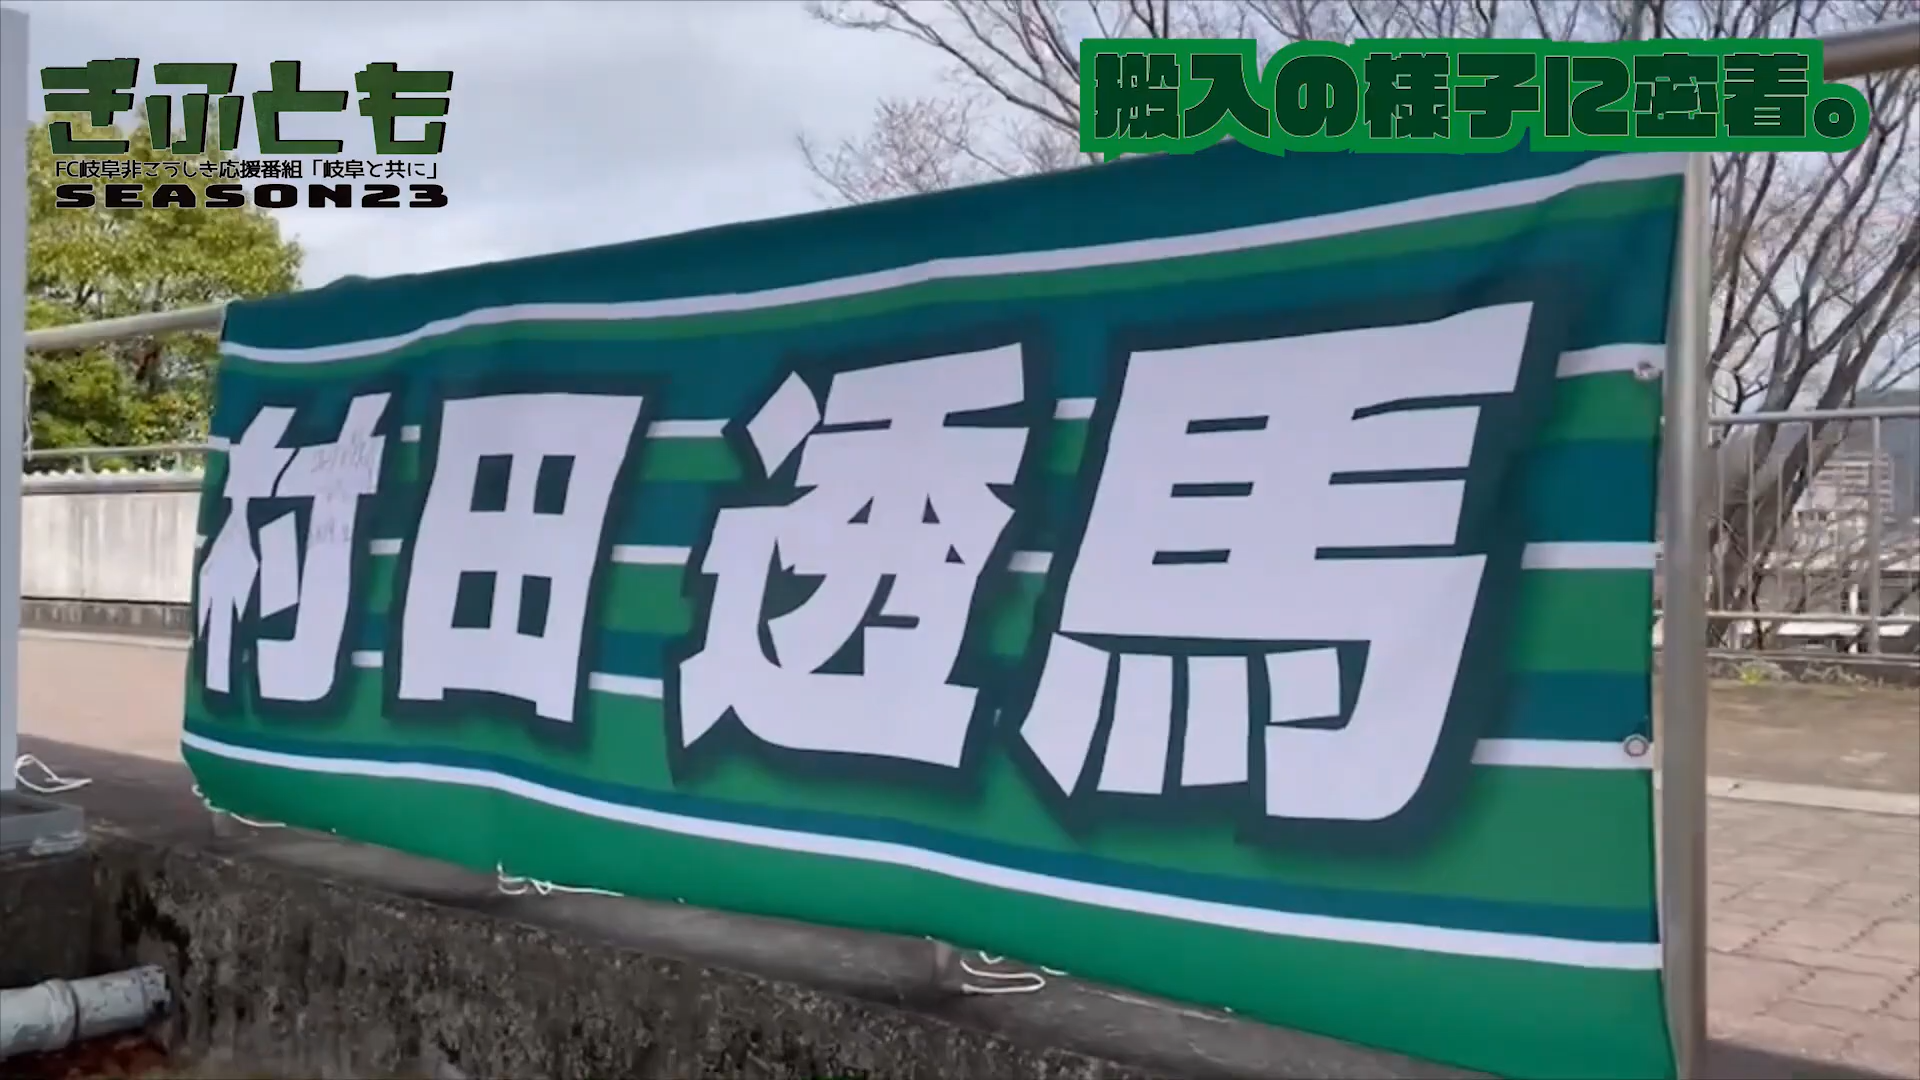 ぎふとも
FC岐阜非こうしき応援番組「岐阜と共に」
SEASON23
搬入の様子に密着。
村田透馬